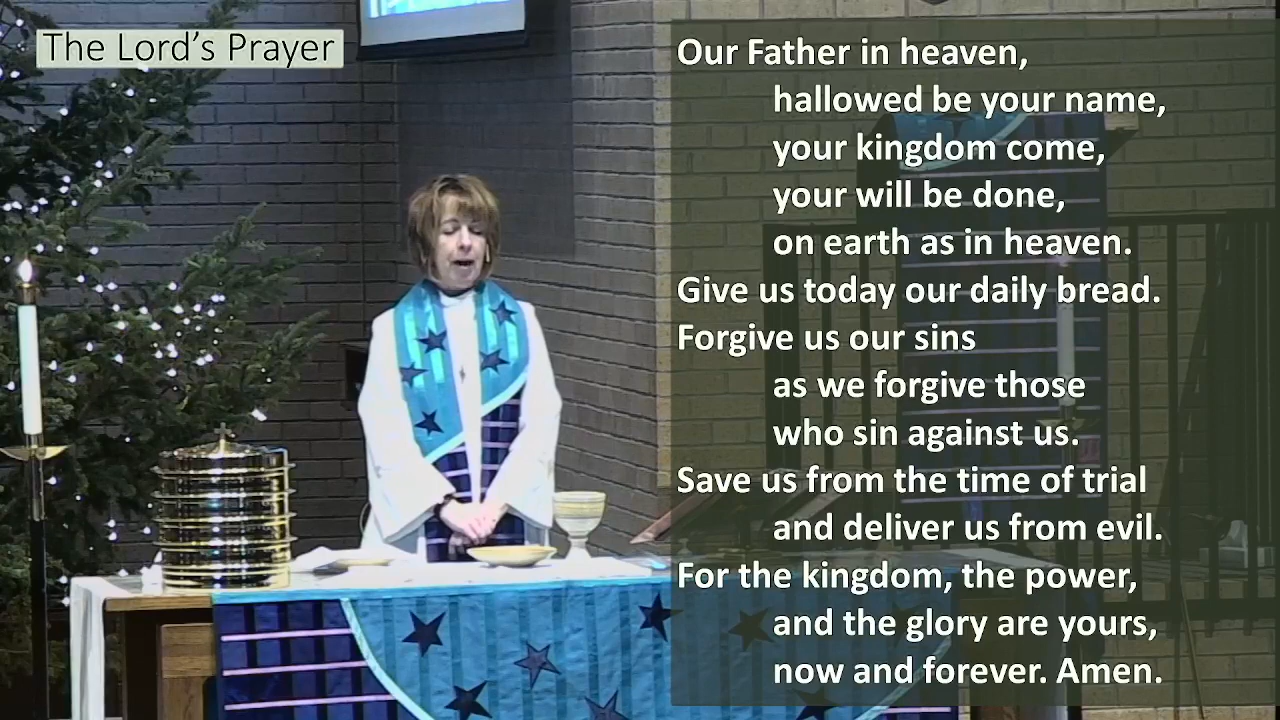 The Lord's Prayer
Our Father in heaven,
hallowed be your name,
your kingdom come,
your will be done,
on earth as in heaven.
Give us today our daily bread.
Forgive us our sins
as we forgive those
who sin against us.
Save us from the time of trial
and deliver us from evil.
For the kingdom, the power,
and the glory are yours,
now and forever. Amen.